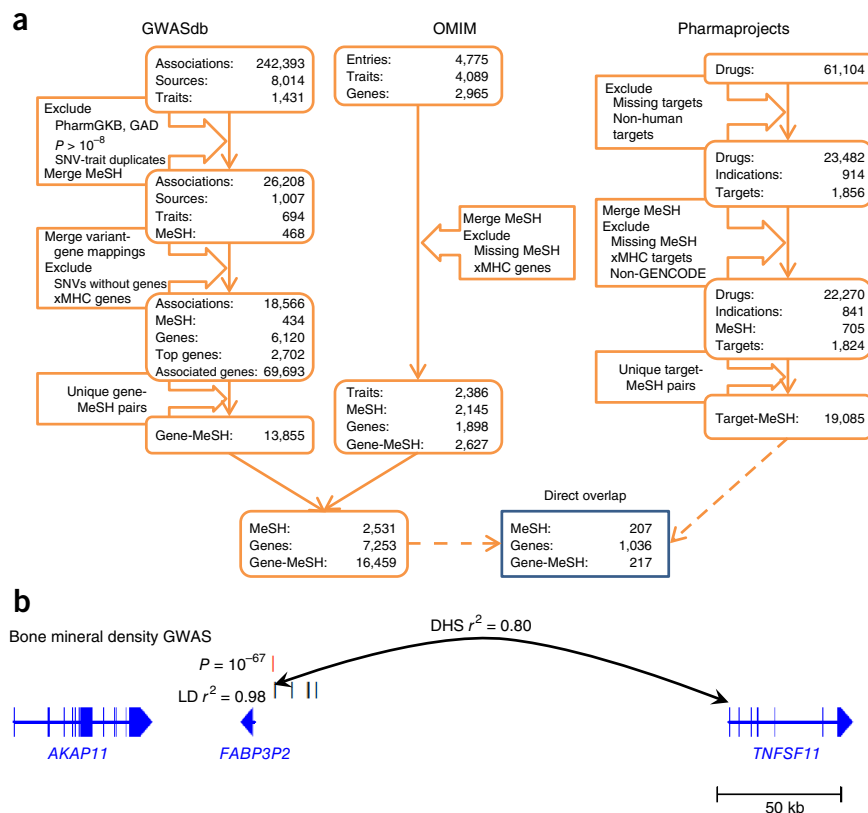 a
GWASdb
Associations: 242,393
Sources: 8,014
Traits: 1,431
Exclude
PharmGKB, GAD
P > 10⁻⁸
SNV-trait duplicates
Merge MeSH
Associations: 26,208
Sources: 1,007
Traits: 694
MeSH: 468
Merge variant-
gene mappings
Exclude
SNVs without genes
xMHC genes
Associations: 18,566
MeSH: 434
Genes: 6,120
Top genes: 2,702
Associated genes: 69,693
Unique gene-
MeSH pairs
Gene-MeSH: 13,855
OMIM
Entries: 4,775
Traits: 4,089
Genes: 2,965
Merge MeSH
Exclude
Missing MeSH
xMHC genes
Traits: 2,386
MeSH: 2,145
Genes: 1,898
Gene-MeSH: 2,627
Pharmaprojects
Drugs: 61,104
Exclude
Missing targets
Non-human
targets
Drugs: 23,482
Indications: 914
Targets: 1,856
Merge MeSH
Exclude
Missing MeSH
xMHC targets
Non-GENCODE
Drugs: 22,270
Indications: 841
MeSH: 705
Targets: 1,824
Unique target-
MeSH pairs
Target-MeSH: 19,085
MeSH: 2,531
Genes: 7,253
Gene-MeSH: 16,459
Direct overlap
MeSH: 207
Genes: 1,036
Gene-MeSH: 217
b
Bone mineral density GWAS
DHS r² = 0.80
P = 10⁻⁶⁷
LD r² = 0.98
AKAP11
FABP3P2
TNFSF11
50 kb